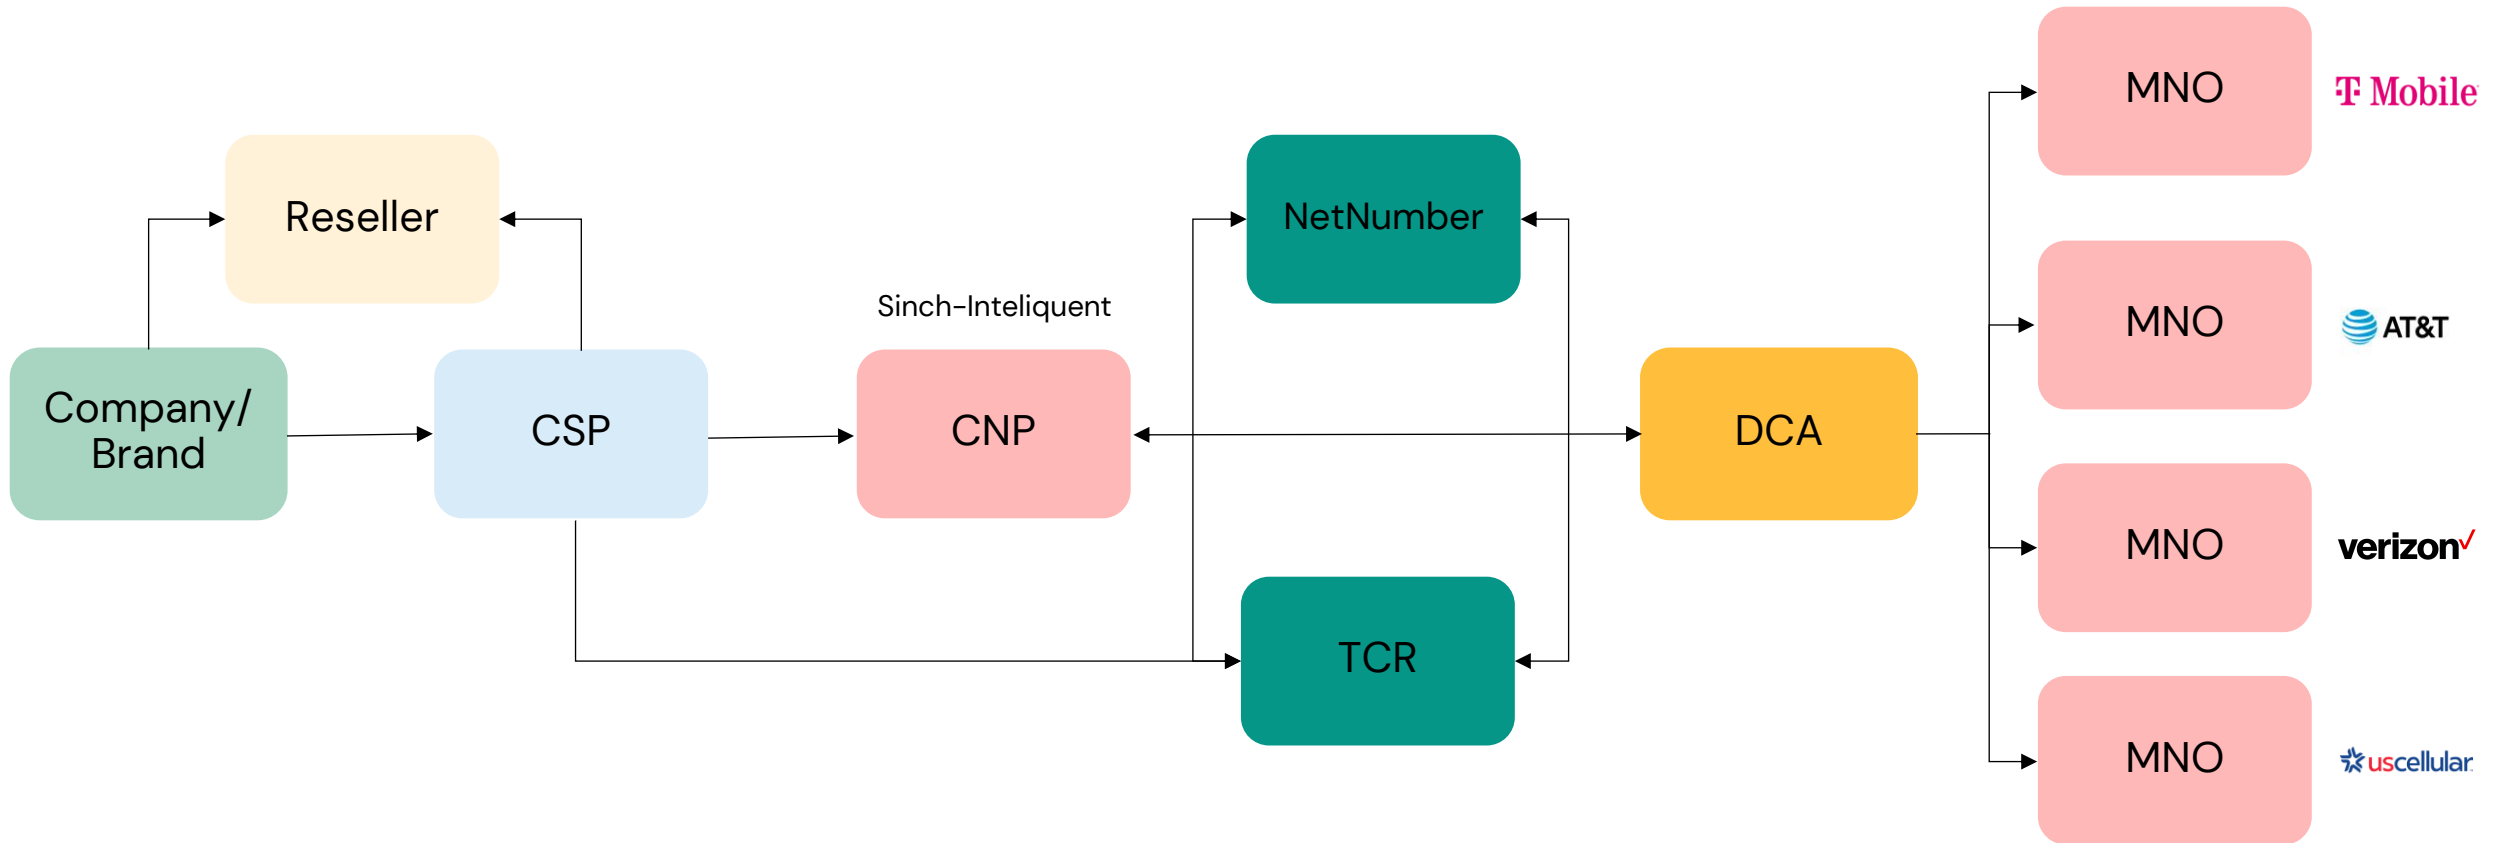 MNO
T Mobile
Reseller
NetNumber
Sinch-Inteliquent
MNO
AT&T
Company/
Brand
CSP
CNP
DCA
MNO
verizon
TCR
MNO
uscellular